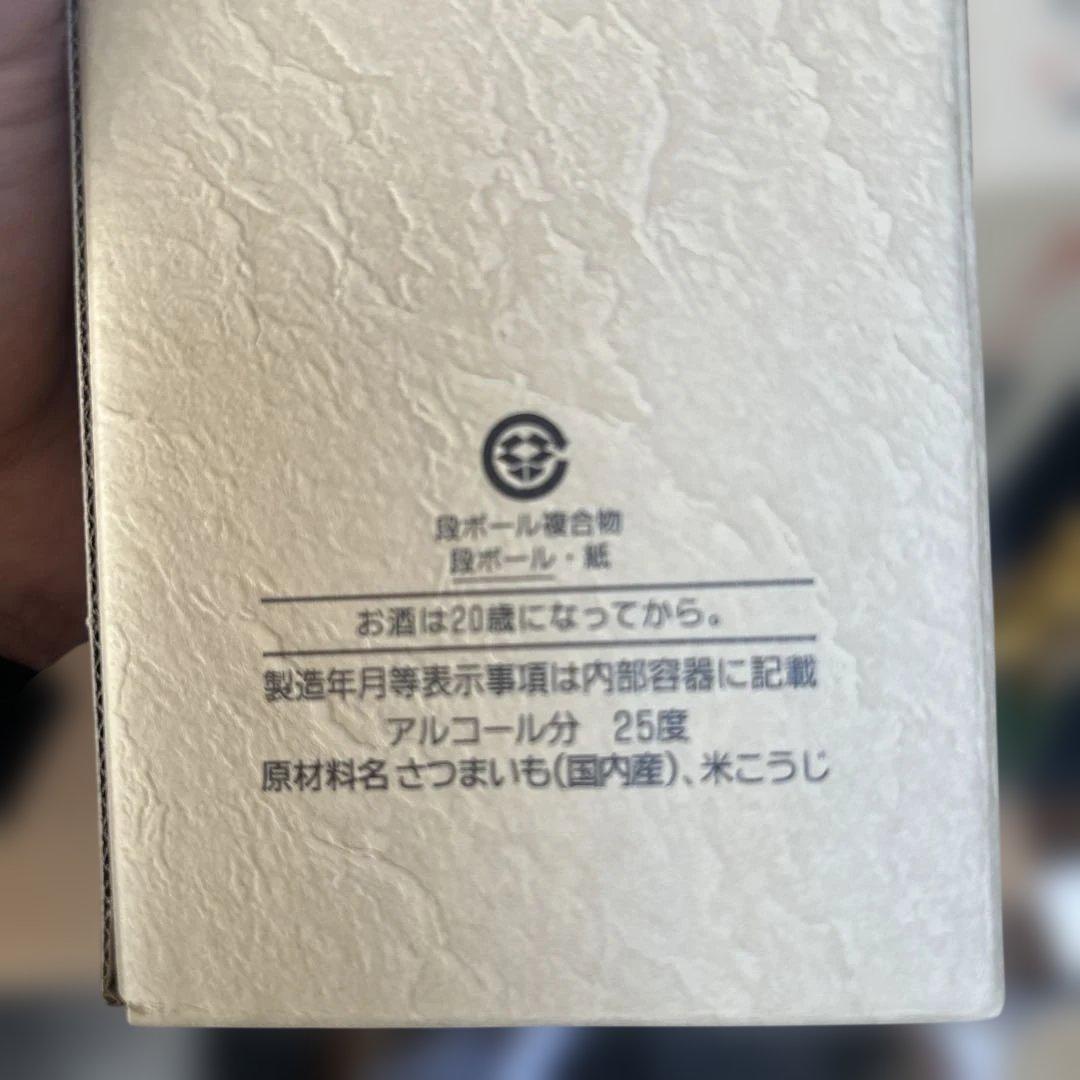 段ボール複合物
段ボール・紙
お酒は20歳になってから。
製造年月等表示事項は内部容器に記載
アルコール分　25度
原材料名 さつまいも(国内産)、米こうじ